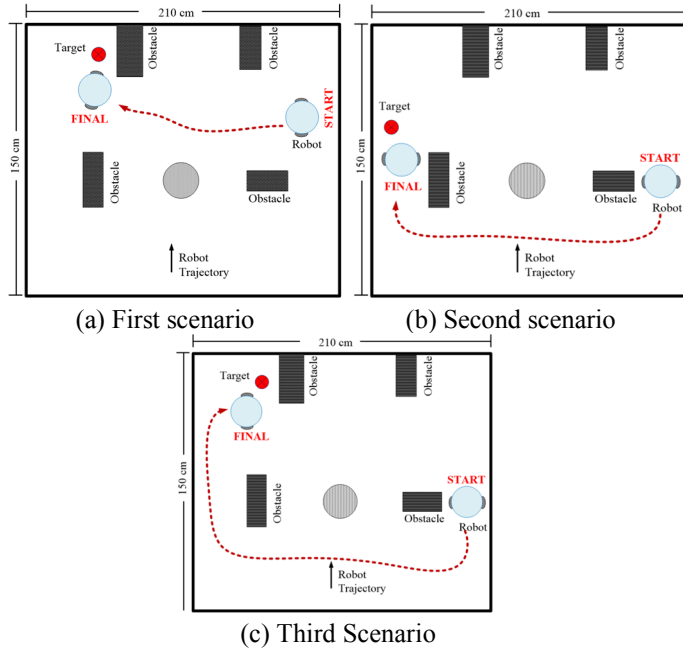 210 cm
210 cm
Target
Obstacle
Obstacle
START
FINAL
Robot
150 cm
Obstacle
Obstacle
Robot
Trajectory
(a) First scenario
Obstacle
Obstacle
Target
START
FINAL
Robot
150 cm
Obstacle
Obstacle
Robot
Trajectory
(b) Second scenario
210 cm
Target
Obstacle
Obstacle
FINAL
START
150 cm
Obstacle
Obstacle
Robot
Robot
Trajectory
(c) Third Scenario